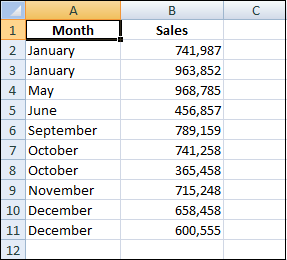 A B C
1 Month Sales
2 January 741,987
3 January 963,852
4 May 968,785
5 June 456,857
6 September 789,159
7 October 741,258
8 October 365,458
9 November 715,248
10 December 658,458
11 December 600,555
12